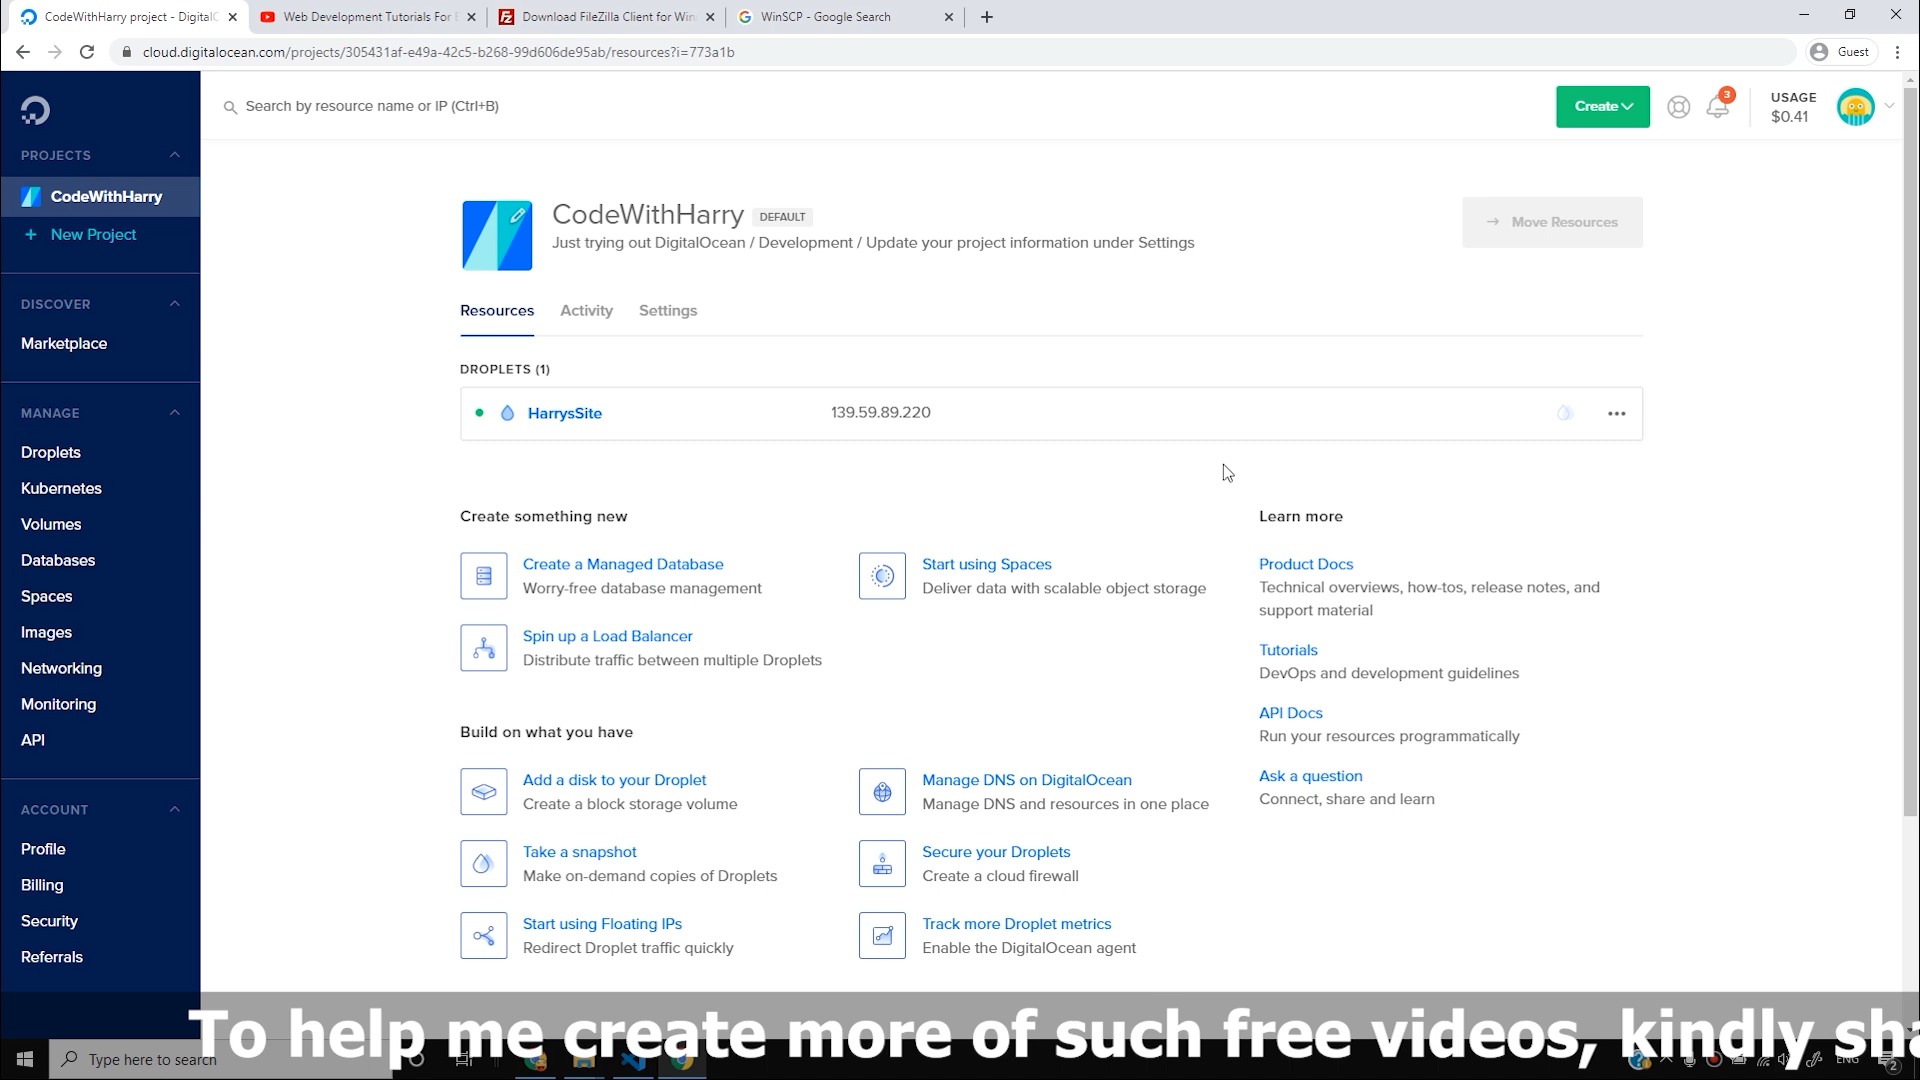 CodeWithHarry project - DigitalO
Web Development Tutorials For
Download FileZilla Client for Win
WinSCP - Google Search
cloud.digitalocean.com/projects/305431af-e49a-42c5-b268-99d606de95ab/resources?i=773a1b
Guest
Search by resource name or IP (Ctrl+B)
Create
3
USAGE
$0.41
PROJECTS
CodeWithHarry
+ New Project
DISCOVER
Marketplace
MANAGE
Droplets
Kubernetes
Volumes
Databases
Spaces
Images
Networking
Monitoring
API
ACCOUNT
Profile
Billing
Security
Referrals
CodeWithHarry DEFAULT
Just trying out DigitalOcean / Development / Update your project information under Settings
→ Move Resources
Resources Activity Settings
DROPLETS (1)
HarrysSite 139.59.89.220
Create something new
Create a Managed Database
Worry-free database management
Start using Spaces
Deliver data with scalable object storage
Spin up a Load Balancer
Distribute traffic between multiple Droplets
Build on what you have
Add a disk to your Droplet
Create a block storage volume
Manage DNS on DigitalOcean
Manage DNS and resources in one place
Take a snapshot
Make on-demand copies of Droplets
Secure your Droplets
Create a cloud firewall
Start using Floating IPs
Redirect Droplet traffic quickly
Track more Droplet metrics
Enable the DigitalOcean agent
Learn more
Product Docs
Technical overviews, how-tos, release notes, and
support material
Tutorials
DevOps and development guidelines
API Docs
Run your resources programmatically
Ask a question
Connect, share and learn
To help me create more of such free videos, kindly sha
Type here to search
ENG
2